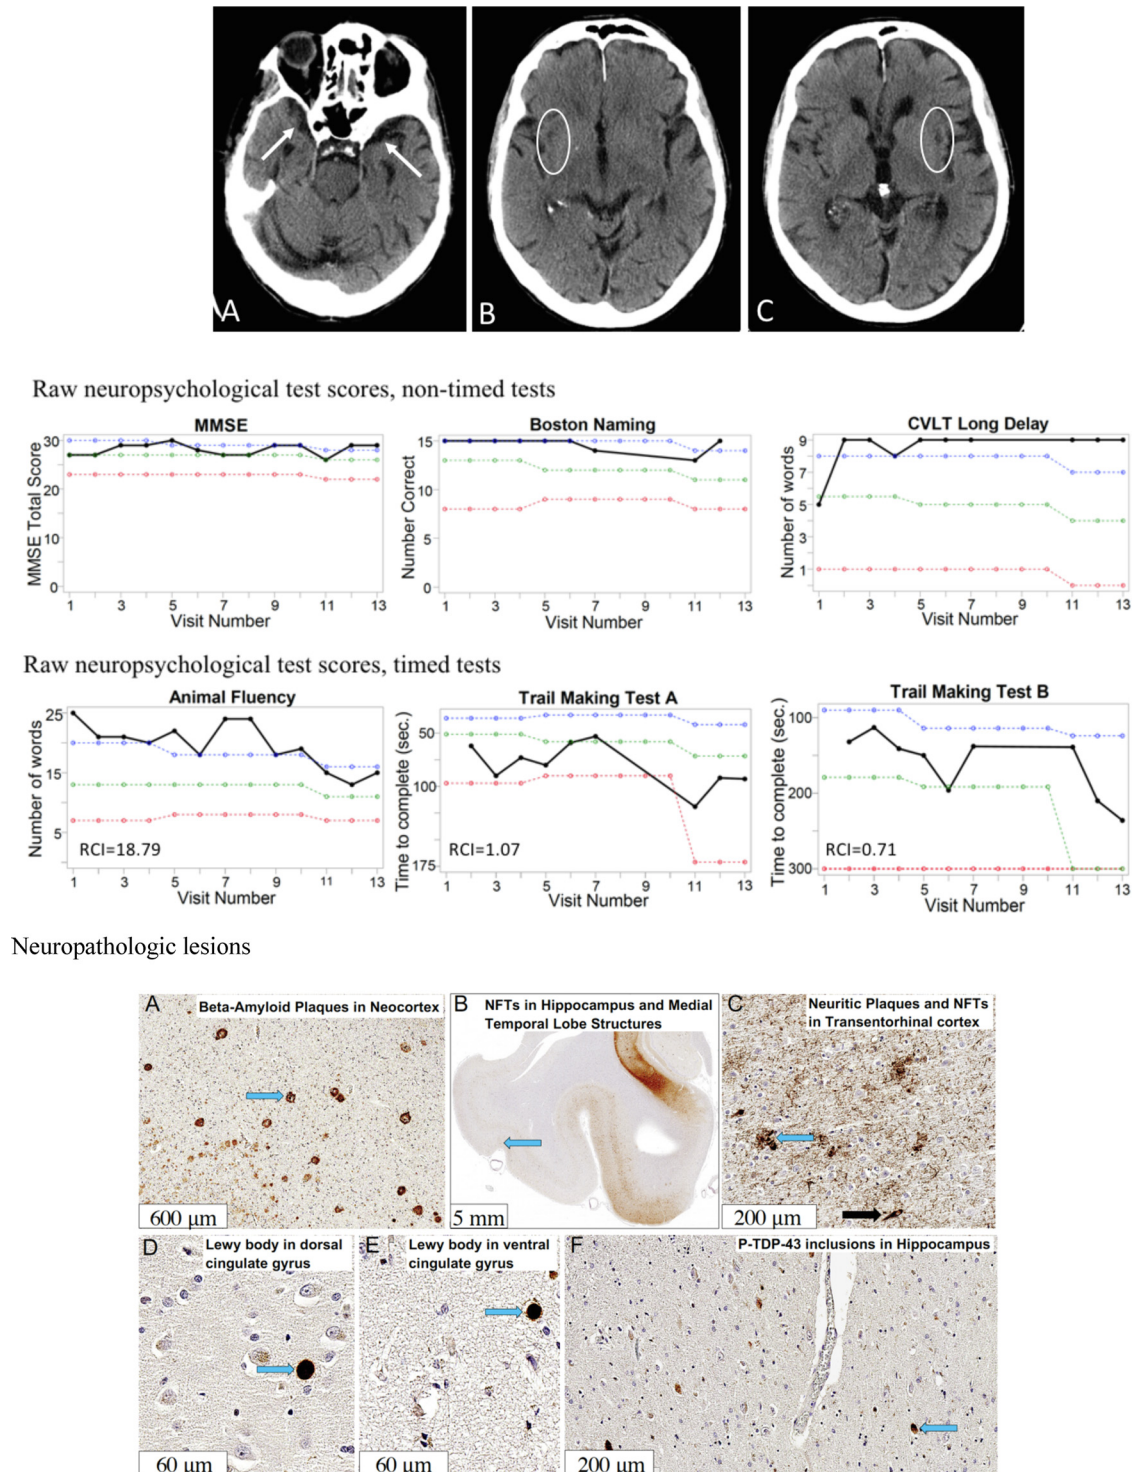 A
B
C
Raw neuropsychological test scores, non-timed tests
MMSE
MMSE Total Score
30
20
10
0
1 3 5 7 9 11 13
Visit Number
Boston Naming
Number Correct
15
10
5
0
1 3 5 7 9 11 13
Visit Number
CVLT Long Delay
Number of words
9
7
5
3
1
1 3 5 7 9 11 13
Visit Number
Raw neuropsychological test scores, timed tests
Animal Fluency
Number of words
25
15
5
RCI=18.79
1 3 5 7 9 11 13
Visit Number
Trail Making Test A
Time to complete (sec.)
50
100
175
RCI=1.07
1 3 5 7 9 11 13
Visit Number
Trail Making Test B
Time to complete (sec.)
100
200
300
RCI=0.71
1 3 5 7 9 11 13
Visit Number
Neuropathologic lesions
A
Beta-Amyloid Plaques in Neocortex
600 μm
B
NFTs in Hippocampus and Medial
Temporal Lobe Structures
5 mm
C
Neuritic Plaques and NFTs
in Transentorhinal cortex
200 μm
D
Lewy body in dorsal
cingulate gyrus
60 μm
E
Lewy body in ventral
cingulate gyrus
60 μm
F
P-TDP-43 inclusions in Hippocampus
200 μm